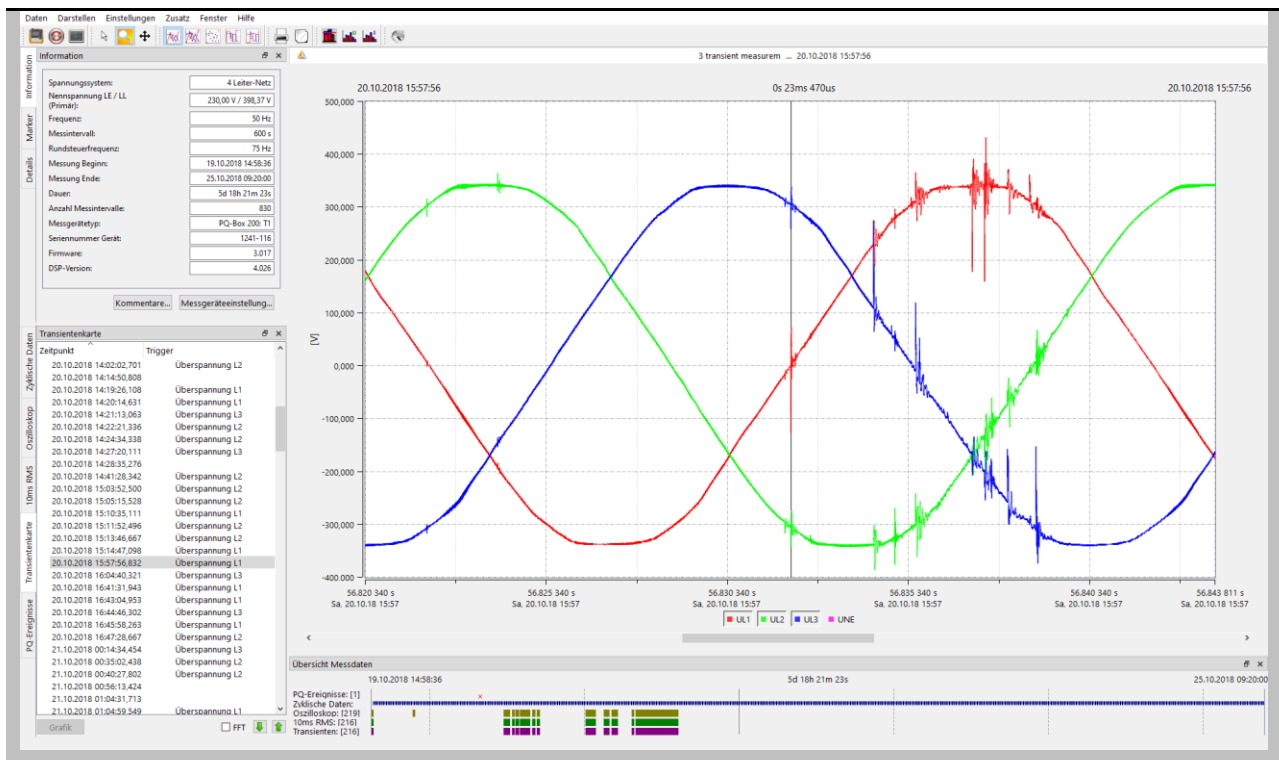 Daten Darstellen Einstellungen Zusatz Fenster Hilfe
Information
Marker
Details
Information
Spannungssystem: 4 Leiter-Netz
Nennspannung LE / LL (Primär): 230,00 V / 398,37 V
Frequenz: 50 Hz
Messintervall: 600 s
Rundsteuerfrequenz: 75 Hz
Messung Beginn: 19.10.2018 14:58:36
Messung Ende: 25.10.2018 09:20:00
Dauer: 5d 18h 21m 23s
Anzahl Messintervalle: 830
Messgerätetyp: PQ-Box 200: T1
Seriennummer Gerät: 1241-116
Firmware: 3.017
DSP-Version: 4.026
Kommentare... Messgeräteeinstellung...
Zyklische Daten
Oszilloskop
10ms RMS
Transientenkarte
PQ-Ereignisse
Transientenkarte
Zeitpunkt Trigger
20.10.2018 14:02:02,701 Überspannung L2
20.10.2018 14:14:50,808
20.10.2018 14:19:26,108 Überspannung L1
20.10.2018 14:20:14,631 Überspannung L1
20.10.2018 14:21:13,063 Überspannung L3
20.10.2018 14:22:21,336 Überspannung L2
20.10.2018 14:24:34,338 Überspannung L2
20.10.2018 14:27:20,111 Überspannung L3
20.10.2018 14:28:35,276
20.10.2018 14:41:28,342 Überspannung L2
20.10.2018 15:03:52,500 Überspannung L2
20.10.2018 15:05:15,528 Überspannung L2
20.10.2018 15:10:35,111 Überspannung L1
20.10.2018 15:11:52,496 Überspannung L2
20.10.2018 15:13:46,667 Überspannung L2
20.10.2018 15:14:47,098 Überspannung L1
20.10.2018 15:57:56,832 Überspannung L1
20.10.2018 16:04:40,321 Überspannung L3
20.10.2018 16:41:31,943 Überspannung L1
20.10.2018 16:43:04,953 Überspannung L1
20.10.2018 16:44:46,302 Überspannung L3
20.10.2018 16:45:58,263 Überspannung L1
20.10.2018 16:47:28,667 Überspannung L2
21.10.2018 00:14:34,454 Überspannung L3
21.10.2018 00:35:02,438 Überspannung L2
21.10.2018 00:40:27,802 Überspannung L2
21.10.2018 00:56:13,424
21.10.2018 01:04:31,713
21.10.2018 01:04:59,549 Überspannung L1
Grafik FFT
3 transient measurem ... 20.10.2018 15:57:56
20.10.2018 15:57:56 0s 23ms 470us 20.10.2018 15:57:56
[V]
500,000
400,000
300,000
200,000
100,000
0,000
-100,000
-200,000
-300,000
-400,000
56.820 340 s 56.825 340 s 56.830 340 s 56.835 340 s 56.840 340 s 56.843 811 s
Sa. 20.10.18 15:57 Sa. 20.10.18 15:57 Sa. 20.10.18 15:57 Sa. 20.10.18 15:57 Sa. 20.10.18 15:57 Sa. 20.10.18 15:57
UL1 UL2 UL3 UNE
Übersicht Messdaten
19.10.2018 14:58:36 5d 18h 21m 23s 25.10.2018 09:20:00
PQ-Ereignisse: [1]
Zyklische Daten:
Oszilloskop: [219]
10ms RMS: [216]
Transienten: [216]